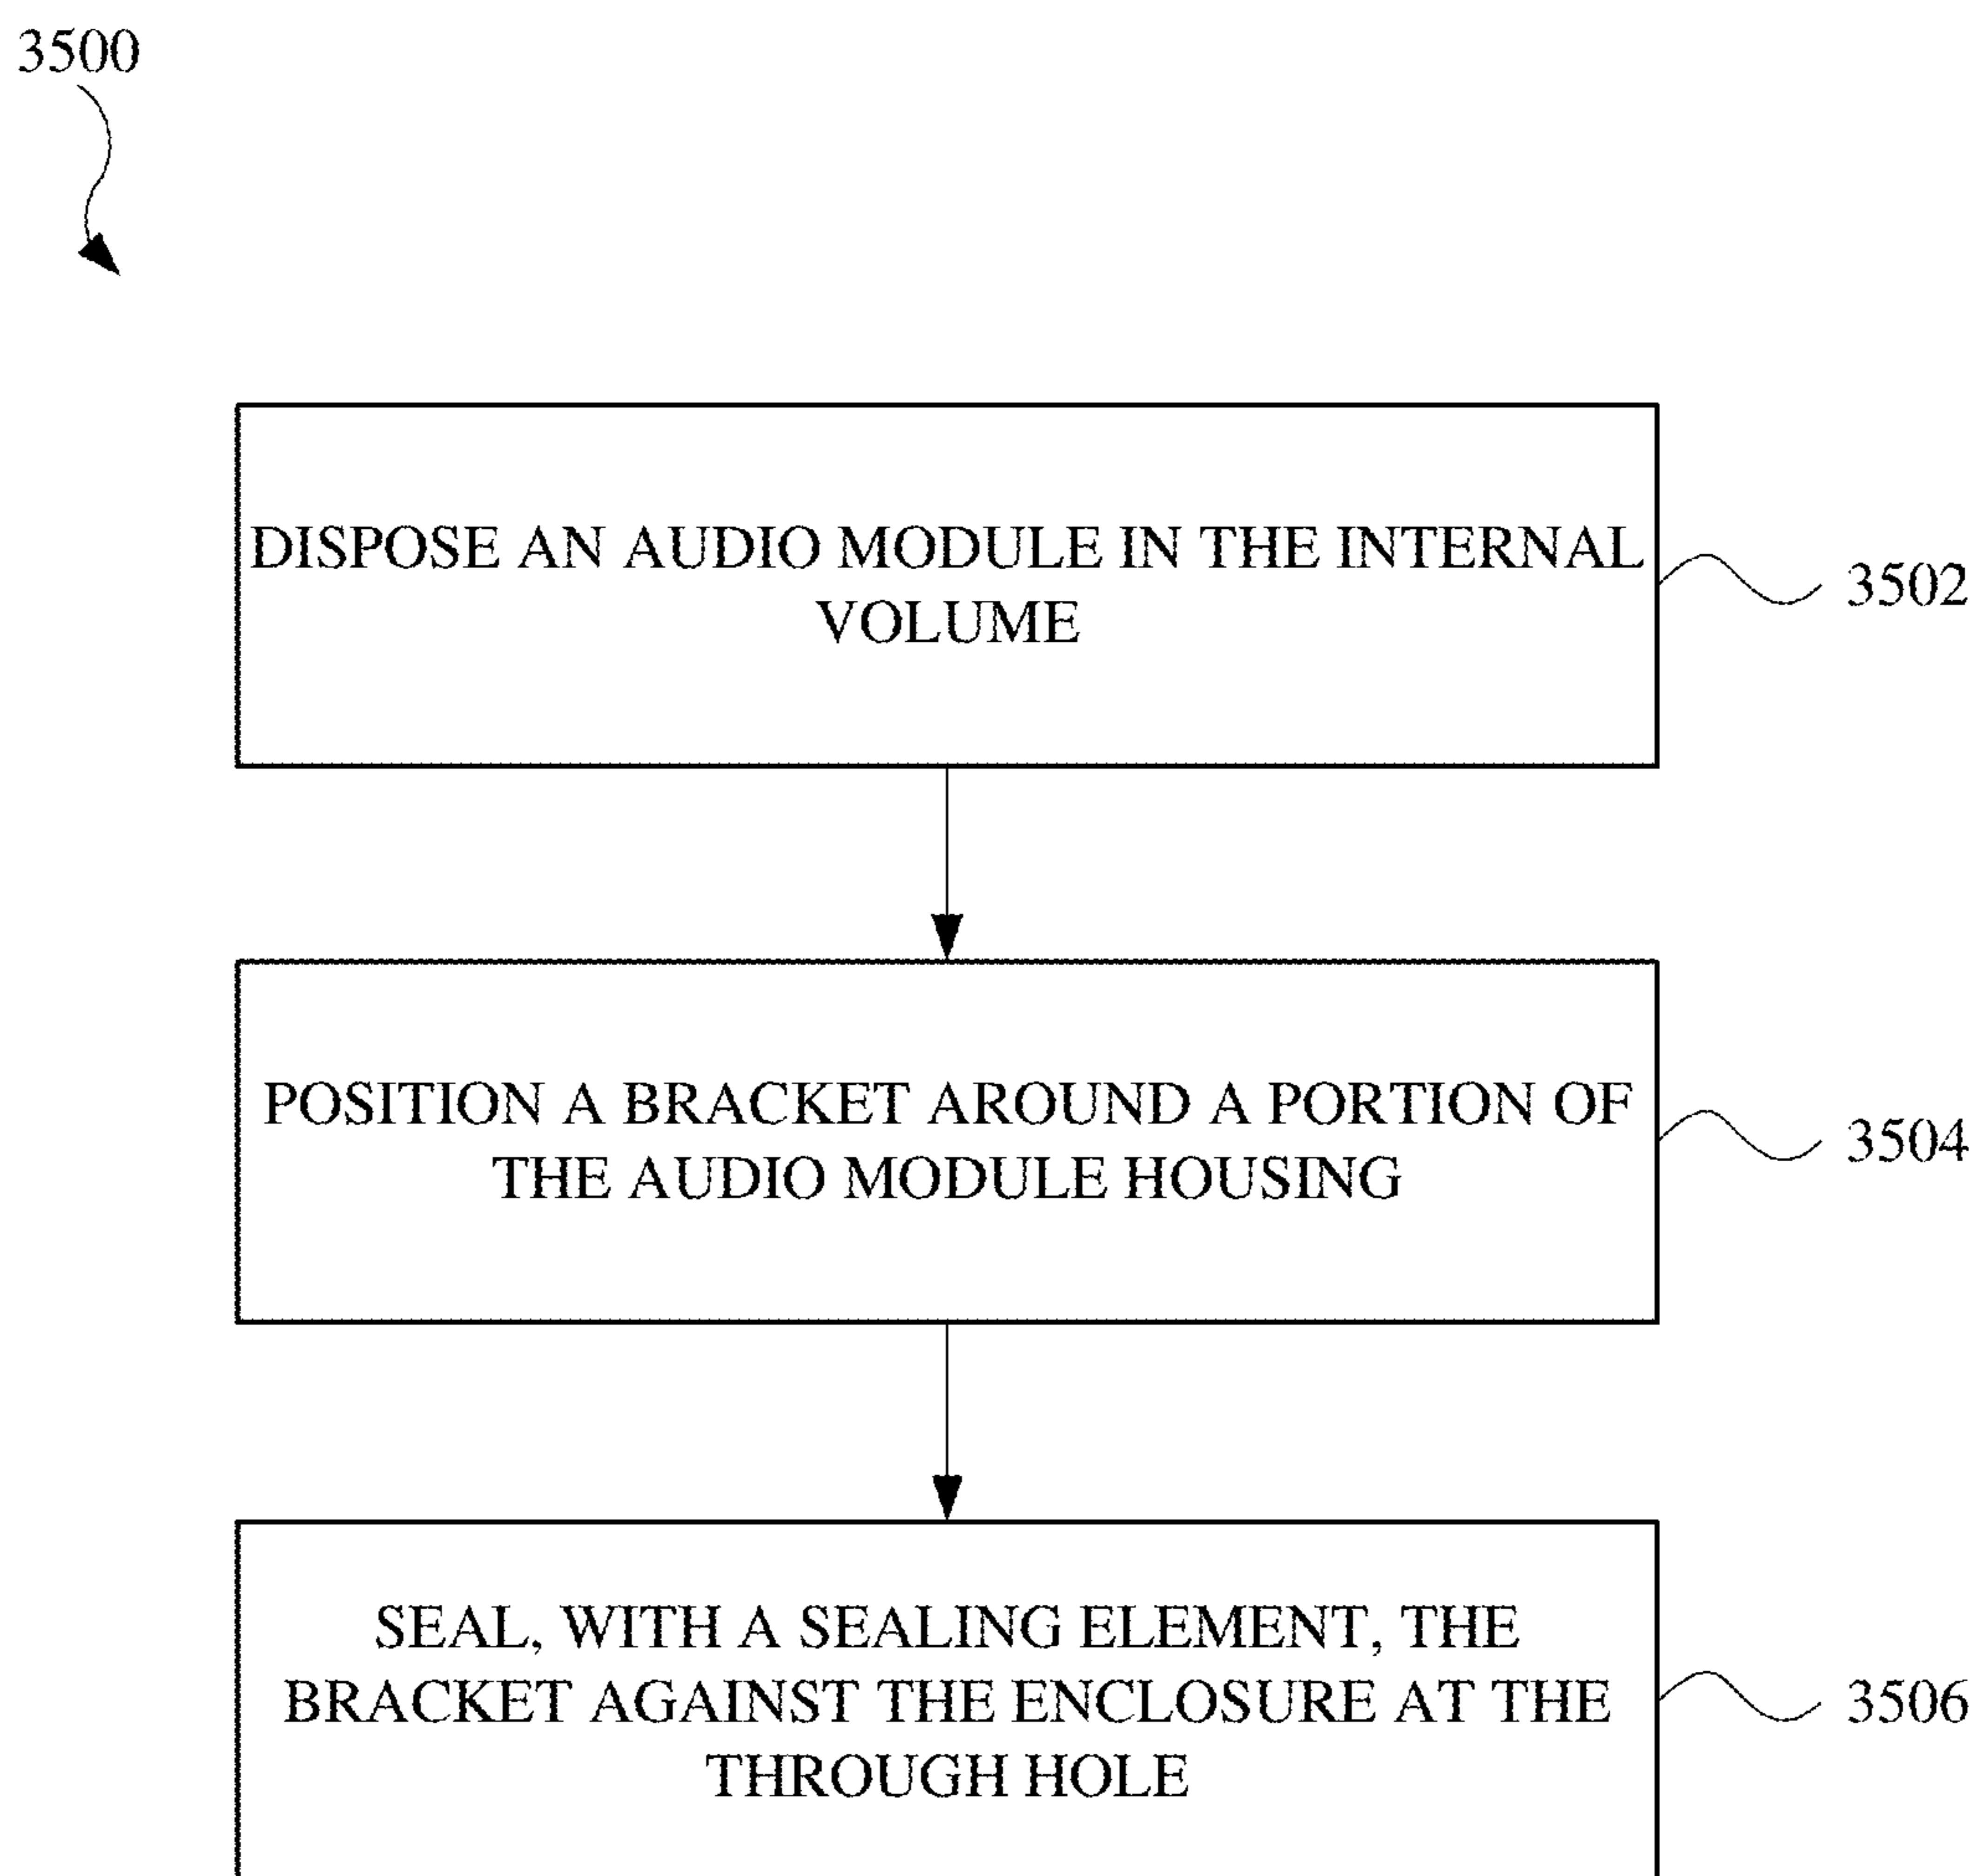 3500
DISPOSE AN AUDIO MODULE IN THE INTERNAL
VOLUME
3502
POSITION A BRACKET AROUND A PORTION OF
THE AUDIO MODULE HOUSING
3504
SEAL, WITH A SEALING ELEMENT, THE
BRACKET AGAINST THE ENCLOSURE AT THE
THROUGH HOLE
3506